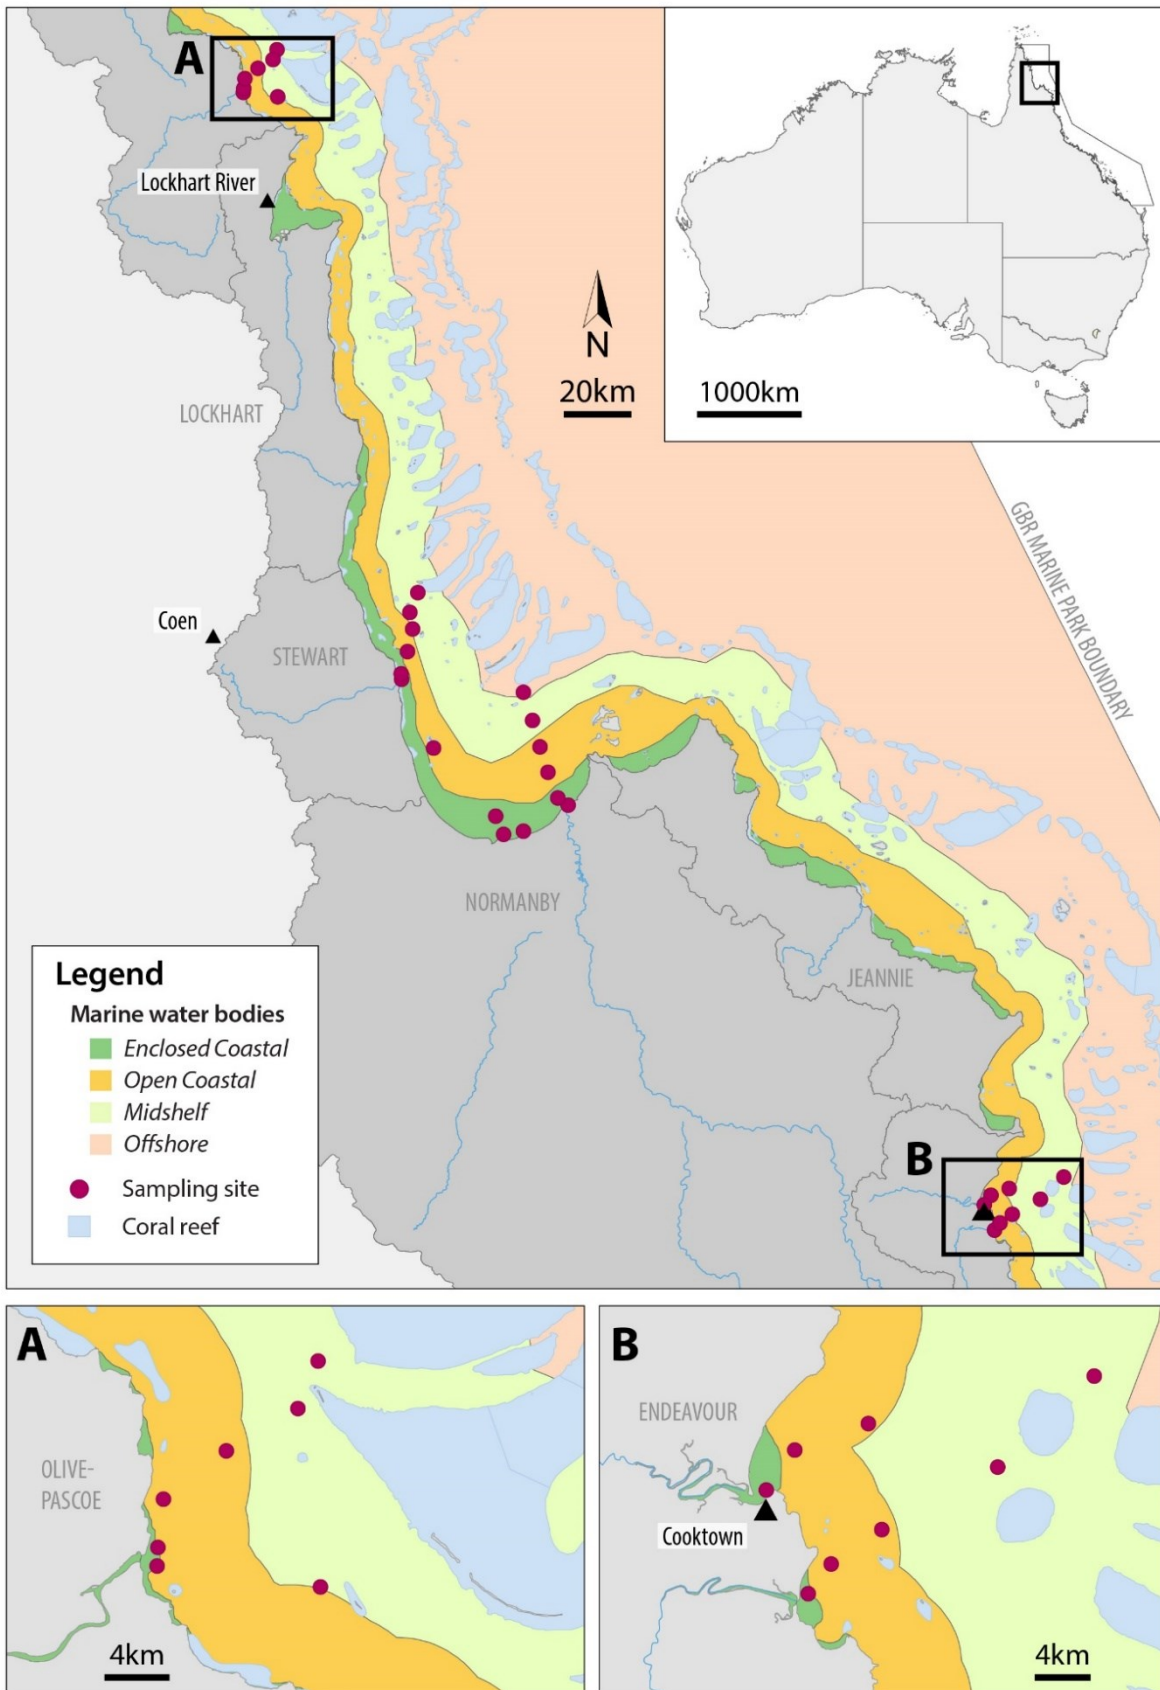 A
Lockhart River
N
20km
1000km
LOCKHART
GBR MARINE PARK BOUNDARY
Coen
STEWART
NORMANBY
JEANNIE
Legend
Marine water bodies
Enclosed Coastal
Open Coastal
Midshelf
Offshore
Sampling site
Coral reef
B
A
OLIVE-
PASCOE
4km
B
ENDEAVOUR
Cooktown
4km